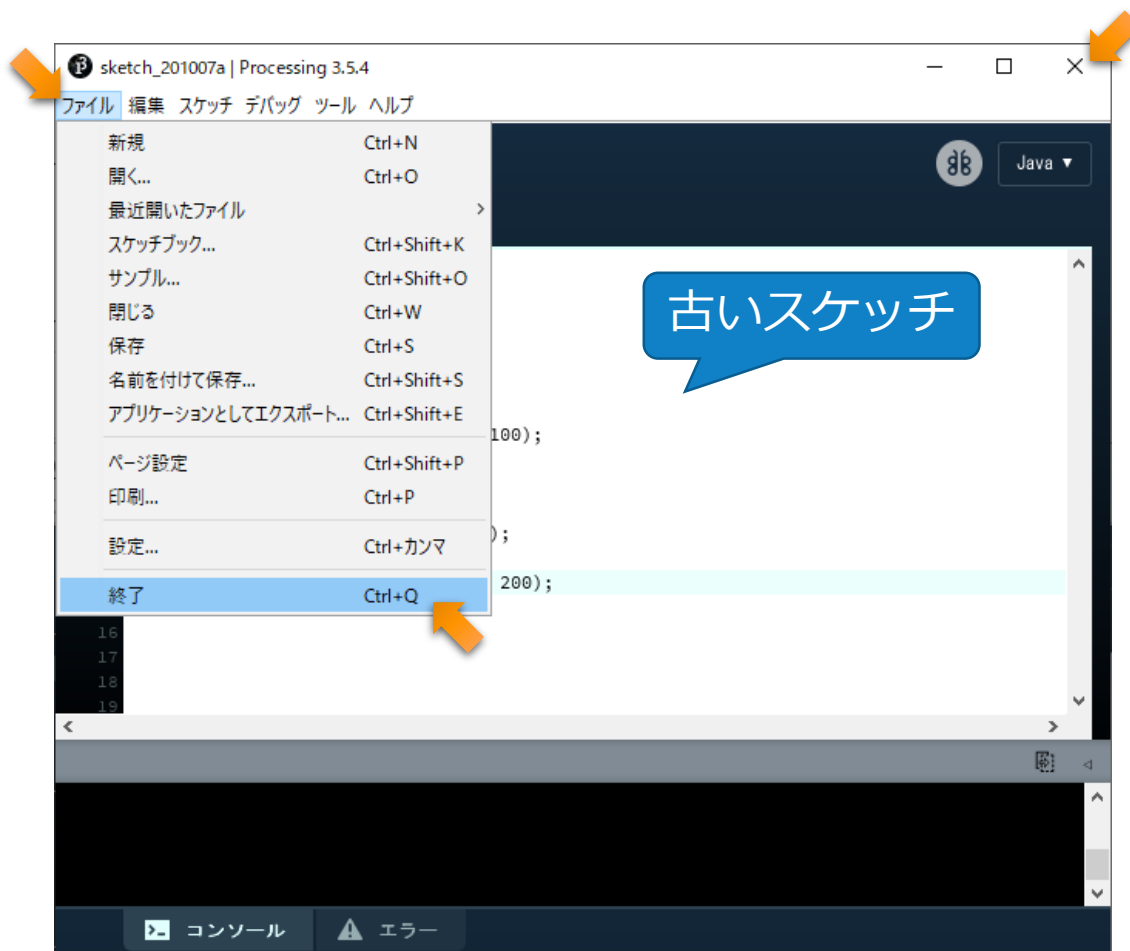 sketch_201007a | Processing 3.5.4
ファイル 編集 スケッチ デバッグ ツール ヘルプ
新規 Ctrl+N
開く... Ctrl+O
最近開いたファイル >
スケッチブック... Ctrl+Shift+K
サンプル... Ctrl+Shift+O
閉じる Ctrl+W
保存 Ctrl+S
名前を付けて保存... Ctrl+Shift+S
アプリケーションとしてエクスポート... Ctrl+Shift+E
ページ設定 Ctrl+Shift+P
印刷... Ctrl+P
設定... Ctrl+カンマ
終了 Ctrl+Q
Java ▼
古いスケッチ
100);
);
200);
16
17
18
19
コンソール エラー